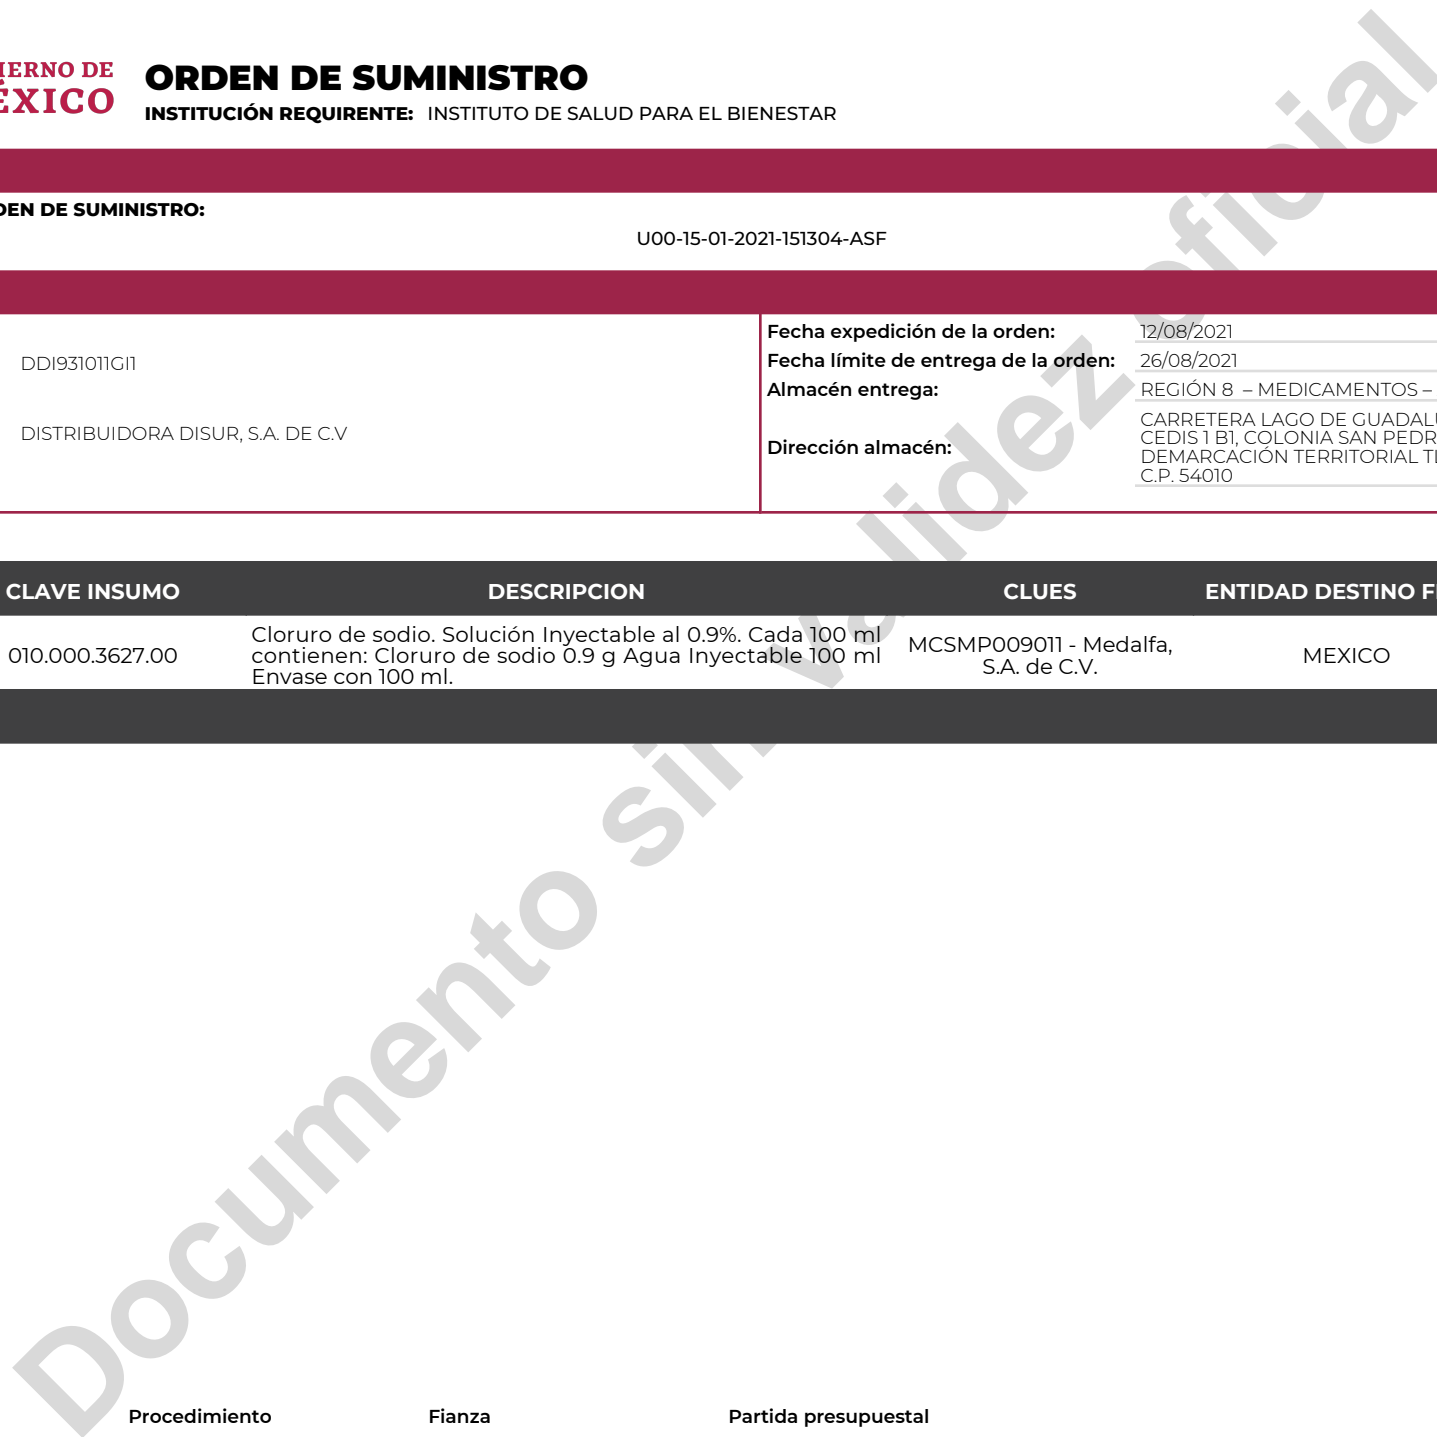 IERNO DE
ÉXICO
ORDEN DE SUMINISTRO
INSTITUCIÓN REQUIRENTE: INSTITUTO DE SALUD PARA EL BIENESTAR
DEN DE SUMINISTRO:
U00-15-01-2021-151304-ASF
DDI931011GI1
DISTRIBUIDORA DISUR, S.A. DE C.V
Fecha expedición de la orden: 12/08/2021
Fecha límite de entrega de la orden: 26/08/2021
Almacén entrega: REGIÓN 8 – MEDICAMENTOS –
Dirección almacén: CARRETERA LAGO DE GUADALU
CEDIS 1 B1, COLONIA SAN PEDR
DEMARCACIÓN TERRITORIAL TL
C.P. 54010
CLAVE INSUMO DESCRIPCION CLUES ENTIDAD DESTINO FI
010.000.3627.00
Cloruro de sodio. Solución Inyectable al 0.9%. Cada 100 ml
contienen: Cloruro de sodio 0.9 g Agua Inyectable 100 ml
Envase con 100 ml.
MCSMP009011 - Medalfa,
S.A. de C.V.
MEXICO
Documento sin validez oficial
Procedimiento Fianza Partida presupuestal